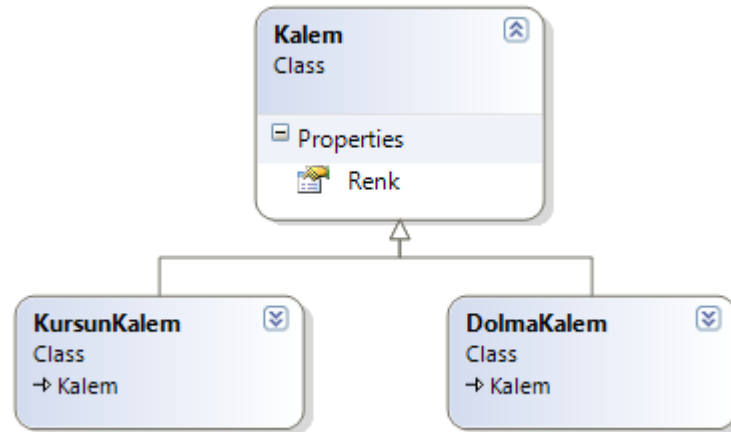 Kalem
Class
Properties
Renk
KursunKalem
Class
Kalem
DolmaKalem
Class
Kalem